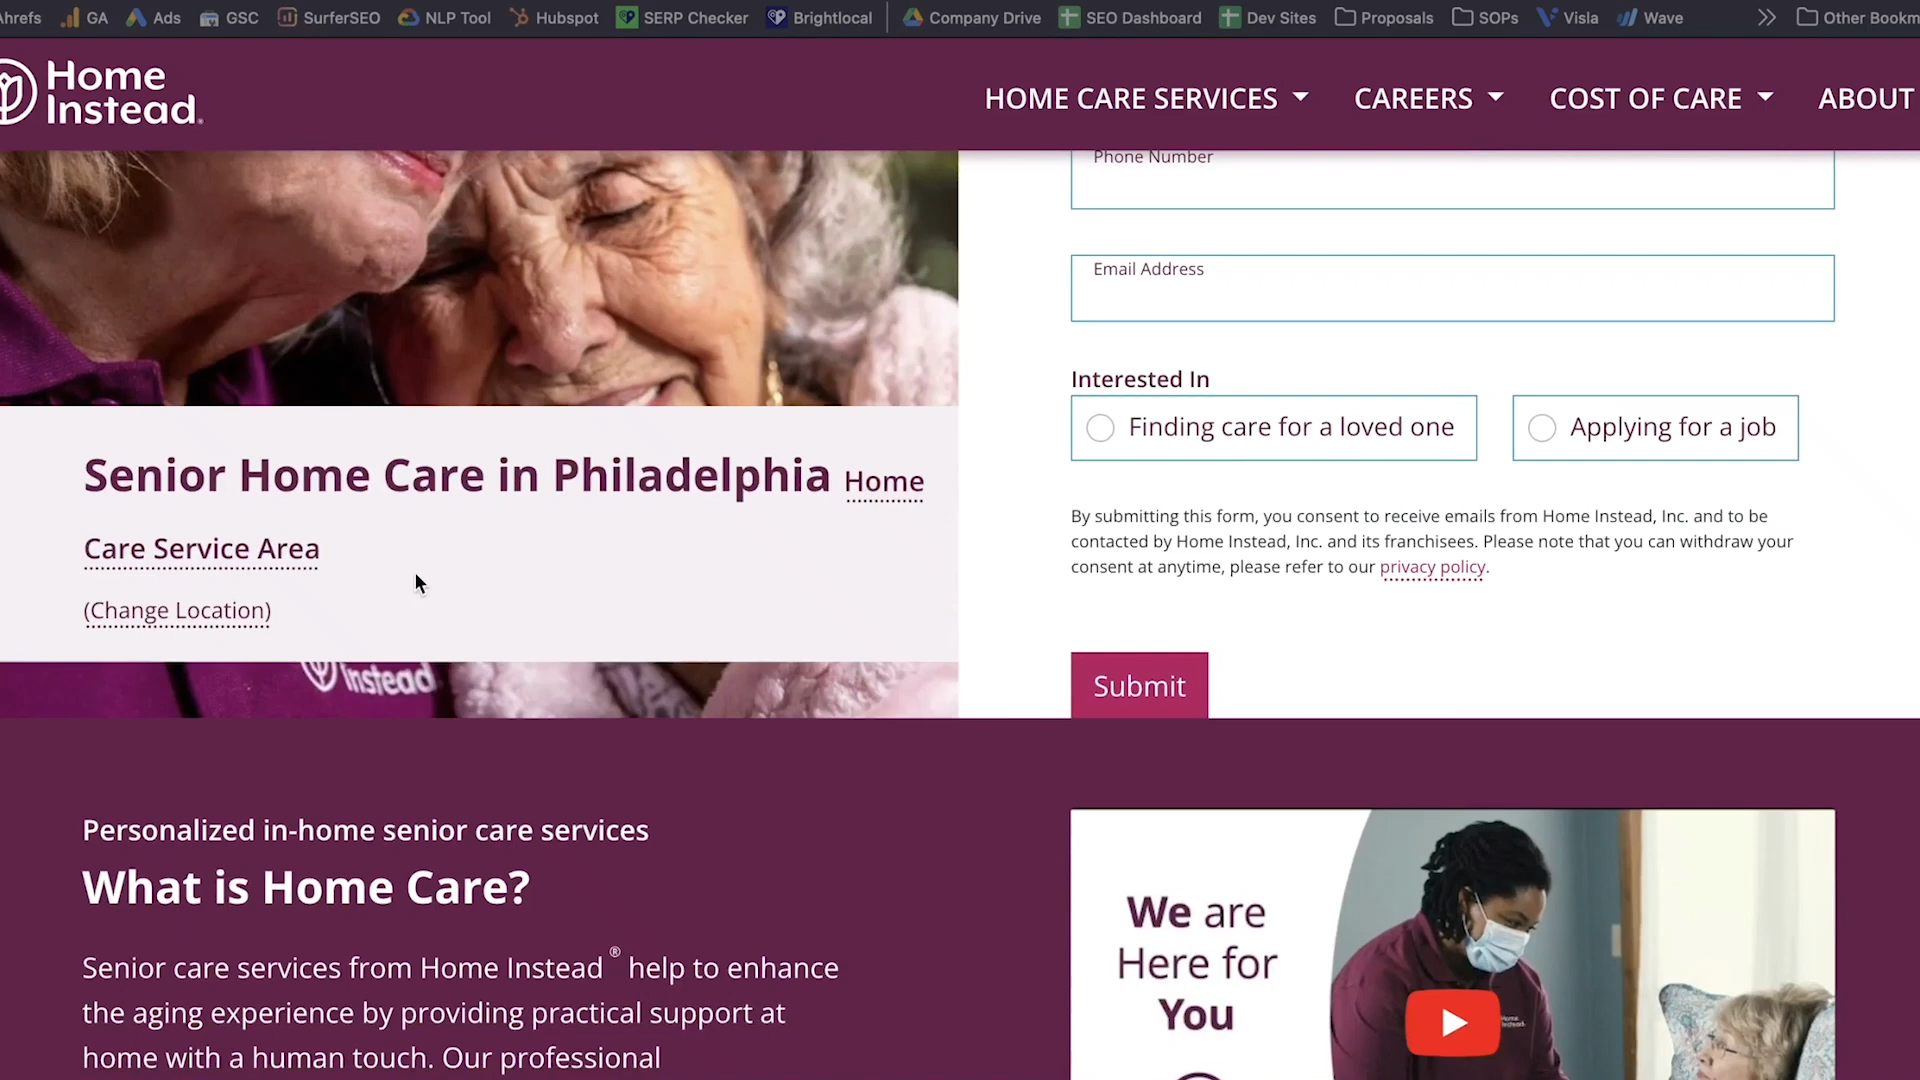 GA Ads GSC SurferSEO NLP Tool Hubspot SERP Checker Brightlocal Company Drive SEO Dashboard Dev Sites Proposals SOPs Visla Wave
Home
Instead
HOME CARE SERVICES CAREERS COST OF CARE ABOUT
Phone Number
Email Address
Interested In
Finding care for a loved one Applying for a job
Senior Home Care in Philadelphia Home
Care Service Area
(Change Location)
By submitting this form, you consent to receive emails from Home Instead, Inc. and to be
contacted by Home Instead, Inc. and its franchisees. Please note that you can withdraw your
consent at anytime, please refer to our privacy policy.
Instead
Submit
Personalized in-home senior care services
What is Home Care?
Senior care services from Home Instead ® help to enhance
the aging experience by providing practical support at
home with a human touch. Our professional
We are
Here for
You